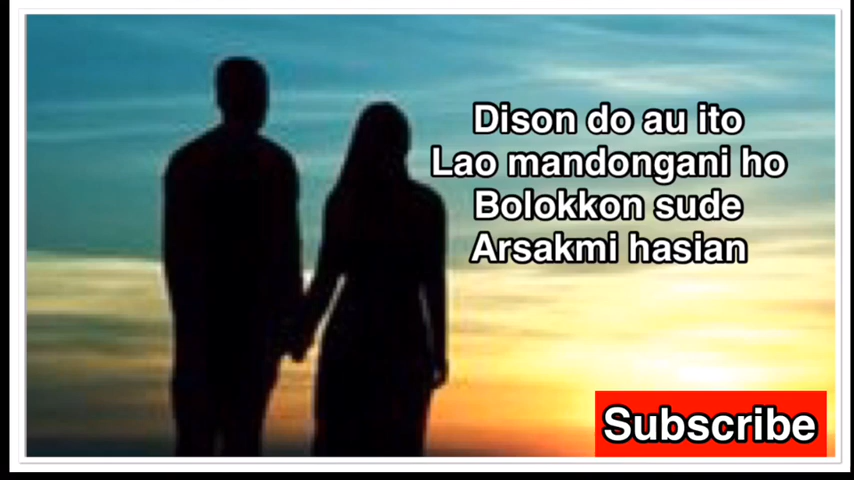 Dison do au ito
Lao mandongani ho
Bolokkon sude
Arsakmi hasian
Subscribe